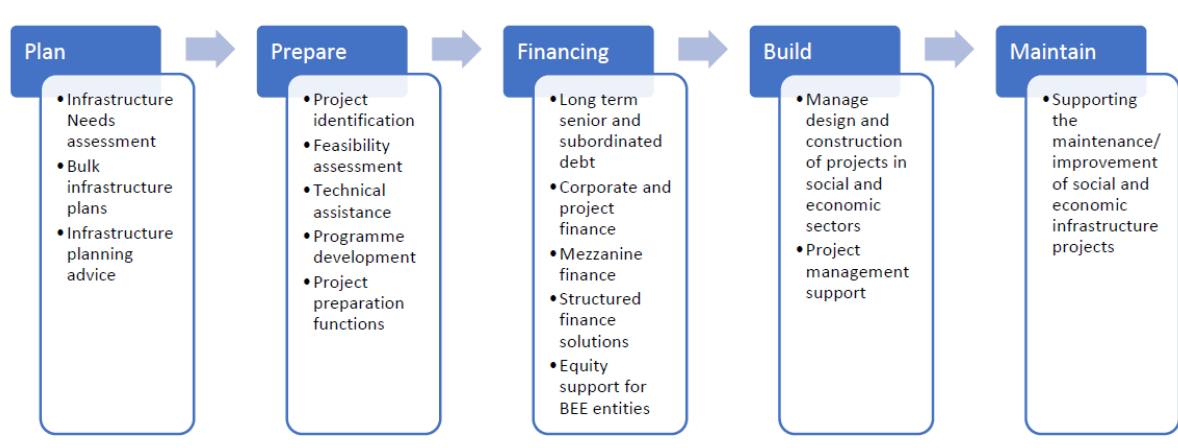 Plan
• Infrastructure
Needs
assessment
• Bulk
infrastructure
plans
• Infrastructure
planning
advice
Prepare
• Project
identification
• Feasibility
assessment
• Technical
assistance
• Programme
development
• Project
preparation
functions
Financing
• Long term
senior and
subordinated
debt
• Corporate and
project
finance
• Mezzanine
finance
• Structured
finance
solutions
• Equity
support for
BEE entities
Build
• Manage
design and
construction
of projects in
social and
economic
sectors
• Project
management
support
Maintain
• Supporting
the
maintenance/
improvement
of social and
economic
infrastructure
projects